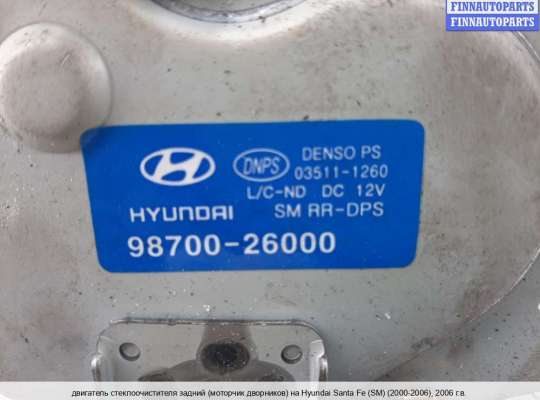 FINNAUTOPARTS
FINNAUTOPARTS
DNPS DENSO PS
03511-1260
L/C-ND DC 12V
HYUNDAI SM RR-DPS
98700-26000
двигатель стеклоочистителя задний (моторчик дворников) на Hyundai Santa Fe (SM) (2000-2006), 2006 г.в.